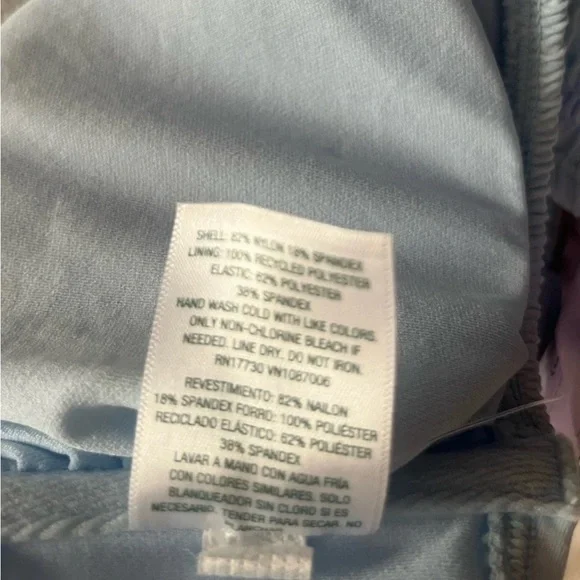 SHELL: 82% NYLON 18% SPANDEX
LINING: 100% RECYCLED POLYESTER
ELASTIC: 62% POLYESTER
38% SPANDEX
HAND WASH COLD WITH LIKE COLORS.
ONLY NON-CHLORINE BLEACH IF
NEEDED. LINE DRY. DO NOT IRON.
RN17730 VN1087006
REVESTIMIENTO: 82% NAILON
18% SPANDEX FORRO: 100% POLIÉSTER
RECICLADO ELÁSTICO: 62% POLIÉSTER
38% SPANDEX
LAVAR A MANO CON AGUA FRÍA
CON COLORES SIMILARES. SOLO
BLANQUEADOR SIN CLORO SI ES
NECESARIO. TENDER PARA SECAR. NO